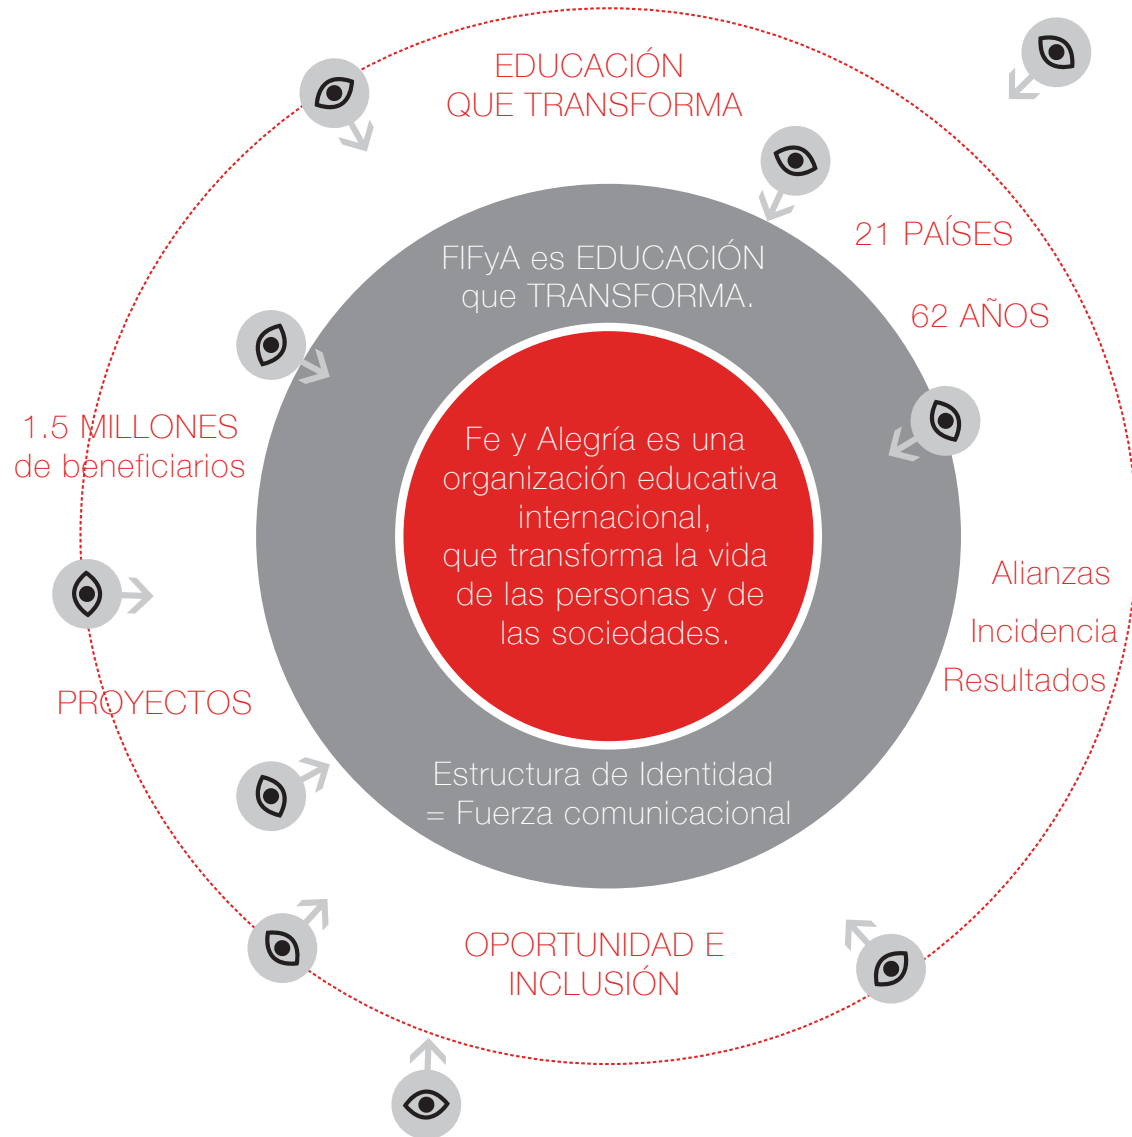 EDUCACIÓN
QUE TRANSFORMA
21 PAÍSES
62 AÑOS
FIFyA es EDUCACIÓN
que TRANSFORMA.
1.5 MILLONES
de beneficiarios
Fe y Alegría es una
organización educativa
internacional,
que transforma la vida
de las personas y de
las sociedades.
Alianzas
Incidencia
Resultados
PROYECTOS
Estructura de Identidad
= Fuerza comunicacional
OPORTUNIDAD E
INCLUSIÓN